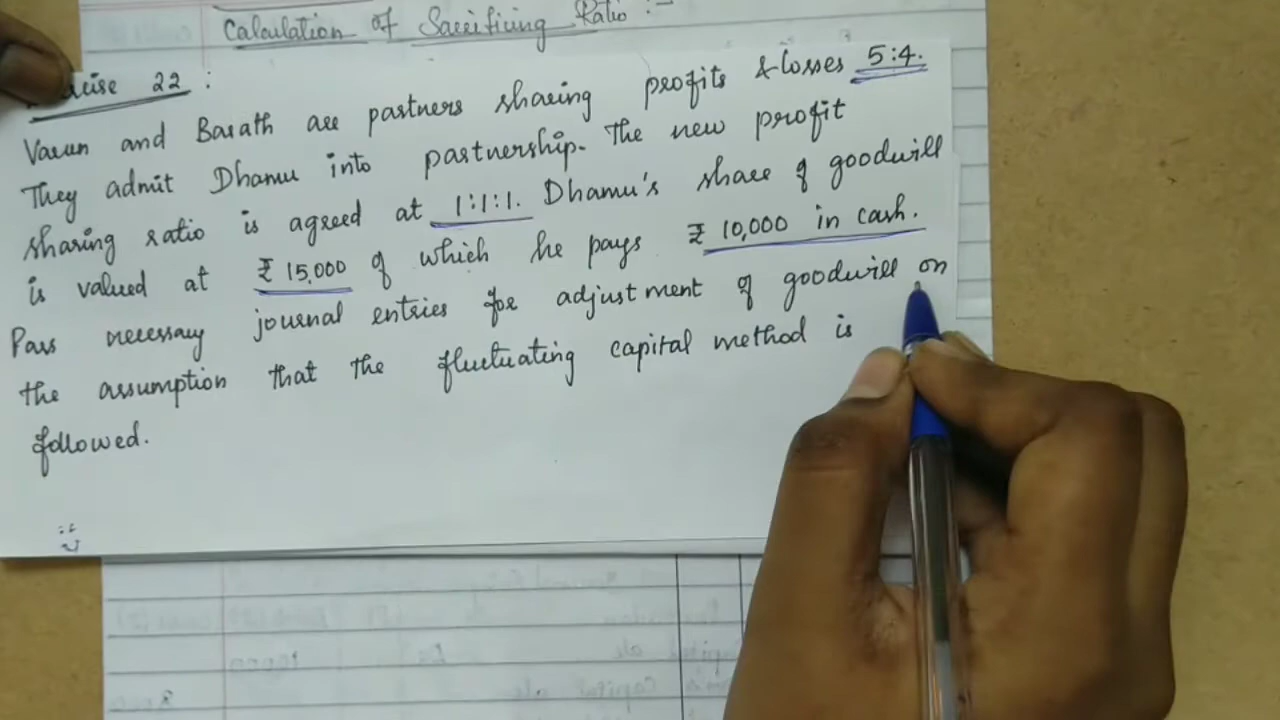 Calculation of Sacrificing Ratio :-
22 :
Varun and Barath are partners sharing profits & losses 5:4.
They admit Dhamu into partnership. The new profit
sharing ratio is agreed at 1:1:1. Dhamu's share of goodwill
is valued at ₹ 15,000 of which he pays ₹ 10,000 in cash.
Pass necessary journal entries for adjustment of goodwill on
the assumption that the fluctuating capital method is
followed.